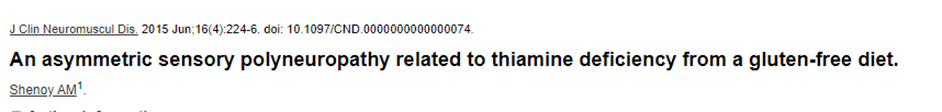 J Clin Neuromuscul Dis. 2015 Jun;16(4):224-6. doi: 10.1097/CND.0000000000000074.
An asymmetric sensory polyneuropathy related to thiamine deficiency from a gluten-free diet.
Shenoy AM1.